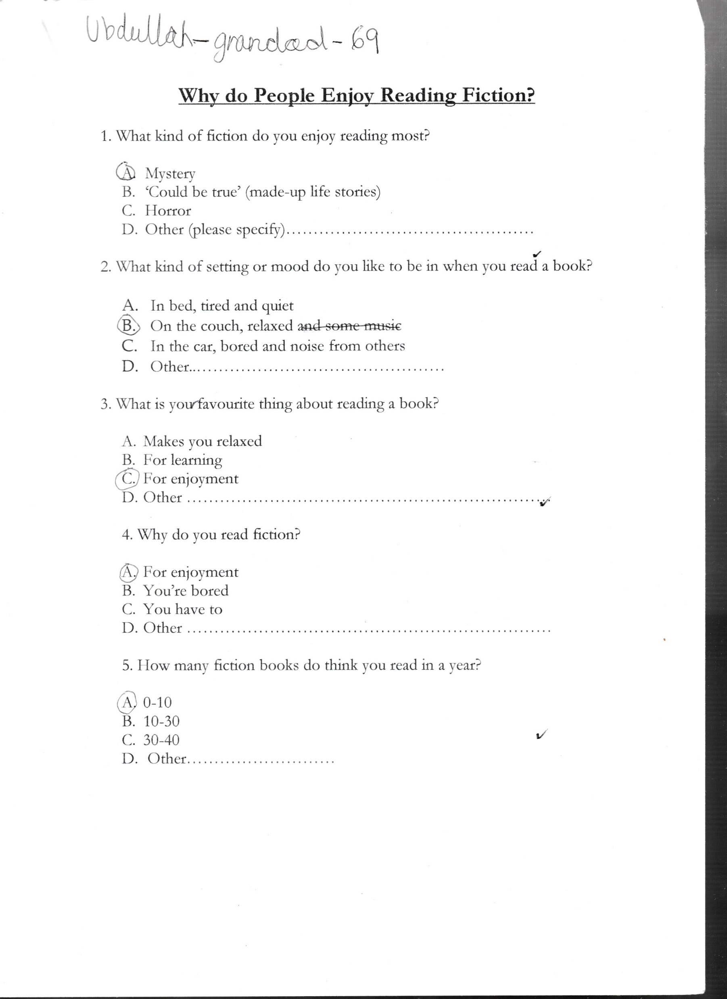 Ubdullah - grandad - 69
Why do People Enjoy Reading Fiction?
1. What kind of fiction do you enjoy reading most?
A. Mystery
B. ‘Could be true’ (made-up life stories)
C. Horror
D. Other (please specify)..............................................
2. What kind of setting or mood do you like to be in when you read a book?
A. In bed, tired and quiet
B. On the couch, relaxed and some music
C. In the car, bored and noise from others
D. Other................................................
3. What is your favourite thing about reading a book?
A. Makes you relaxed
B. For learning
C. For enjoyment
D. Other ....................................................................
4. Why do you read fiction?
A. For enjoyment
B. You’re bored
C. You have to
D. Other ....................................................................
5. How many fiction books do think you read in a year?
A. 0-10
B. 10-30
C. 30-40
D. Other............................